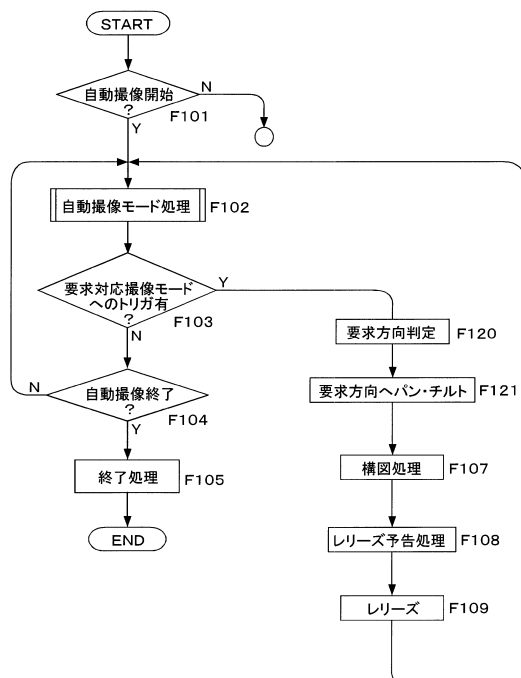 START
自動撮像開始
?
F101
N
Y
自動撮像モード処理
F102
要求対応撮像モード
へのトリガ有
?
F103
Y
N
自動撮像終了
?
F104
N
Y
終了処理
F105
END
要求方向判定
F120
要求方向へパン・チルト
F121
構図処理
F107
レリーズ予告処理
F108
レリーズ
F109